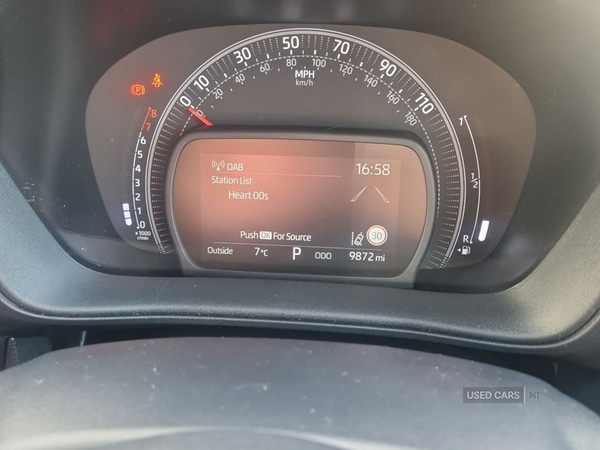 0 10 30 50 70 90 110
20 40 60 80 100 120 140 160 180
MPH
km/h
P
8
7
6
5
4
3
2
1
0
x1000
r/min
DAB
16:58
Station List
Heart 00s
Push OK For Source
30
Outside 7°C P ODO 9872 mi
1
1/2
R
USED CARS NI